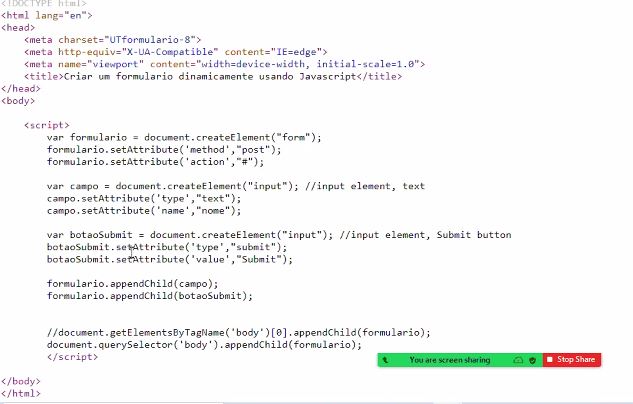 <!DOCTYPE html>
<html lang="en">
<head>
<meta charset="UTformulario-8">
<meta http-equiv="X-UA-Compatible" content="IE=edge">
<meta name="viewport" content="width=device-width, initial-scale=1.0">
<title>Criar um formulario dinamicamente usando Javascript</title>
</head>
<body>
<script>
var formulario = document.createElement("form");
formulario.setAttribute('method',"post");
formulario.setAttribute('action',"#");
var campo = document.createElement("input"); //input element, text
campo.setAttribute('type',"text");
campo.setAttribute('name',"nome");
var botaoSubmit = document.createElement("input"); //input element, Submit button
botaoSubmit.setAttribute('type',"submit");
botaoSubmit.setAttribute('value',"Submit");
formulario.appendChild(campo);
formulario.appendChild(botaoSubmit);
//document.getElementsByTagName('body')[0].appendChild(formulario);
document.querySelector('body').appendChild(formulario);
</script>
You are screen sharing Stop Share
</body>
</html>